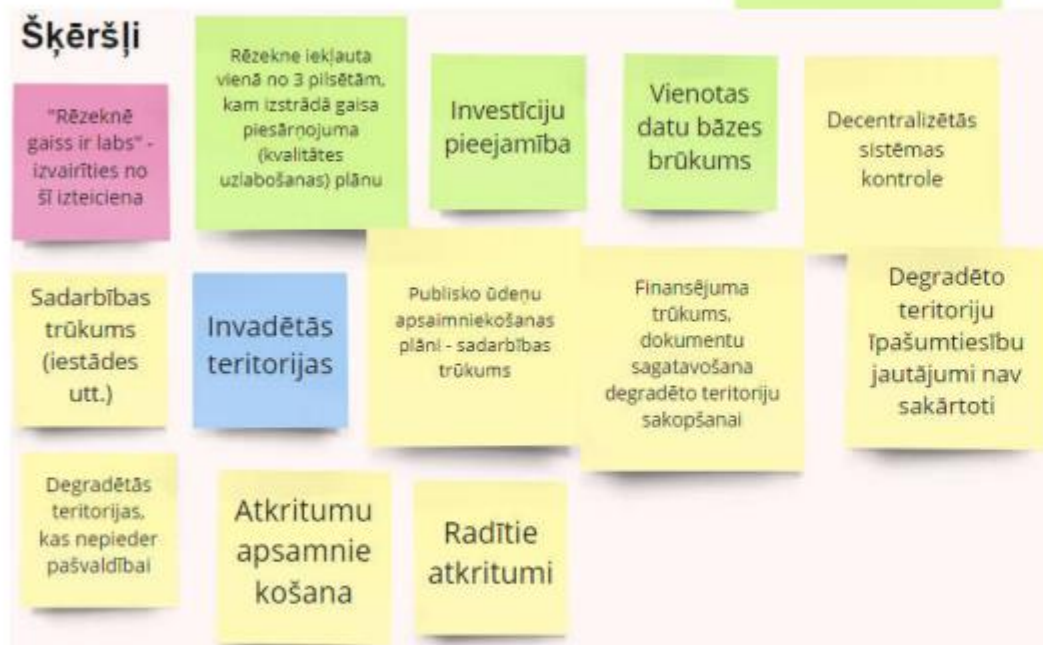 Šķēršļi
"Rēzeknē
gaiss ir labs" -
izvairīties no
šī izteiciena
Rēzekne iekļauta
vienā no 3 pilsētām,
kam izstrādā gaisa
piesārņojuma
(kvalitātes
uzlabošanas) plānu
Investīciju
pieejamība
Vienotas
datu bāzes
brūkums
Decentralizētās
sistēmas
kontrole
Sadarbības
trūkums
(iestādes
utt.)
Invadētās
teritorijas
Publisko ūdeņu
apsaimniekošanas
plāni - sadarbības
trūkums
Finansējuma
trūkums,
dokumentu
sagatavošana
degradēto teritoriju
sakopšanai
Degradēto
teritoriju
īpašumtiesību
jautājumi nav
sakārtoti
Degradētās
teritorijas,
kas nepieder
pašvaldībai
Atkritumu
apsamnie
košana
Radītie
atkritumi